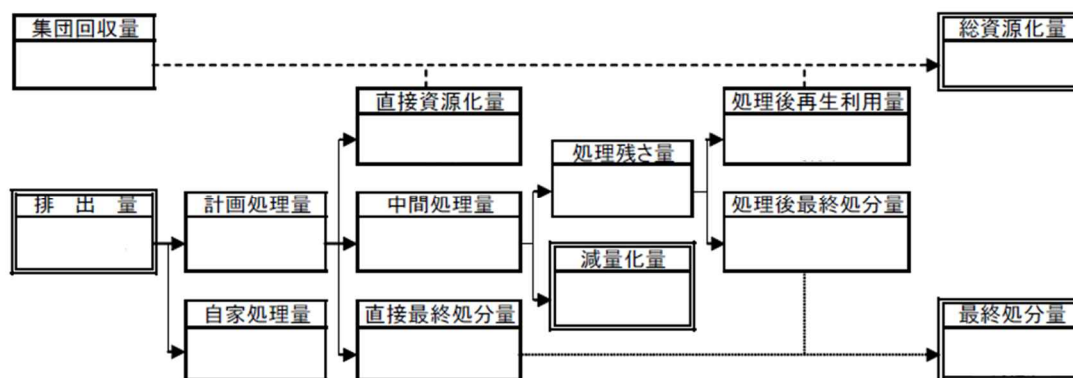 集団回収量
総資源化量
直接資源化量
処理後再生利用量
処理残さ量
排 出 量
計画処理量
中間処理量
処理後最終処分量
減量化量
自家処理量
直接最終処分量
最終処分量